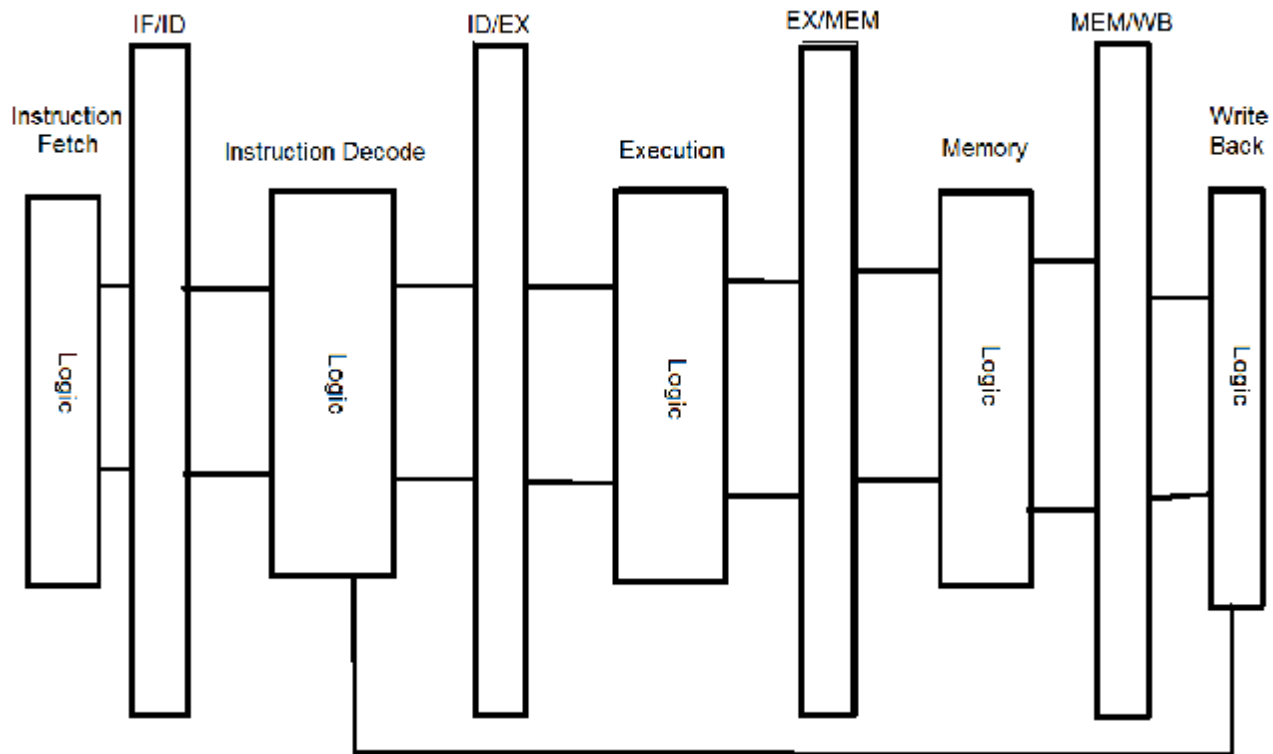 IF/ID
ID/EX
EX/MEM
MEM/WB
Instruction
Fetch
Instruction Decode
Execution
Memory
Write
Back
Logic
Logic
Logic
Logic
Logic